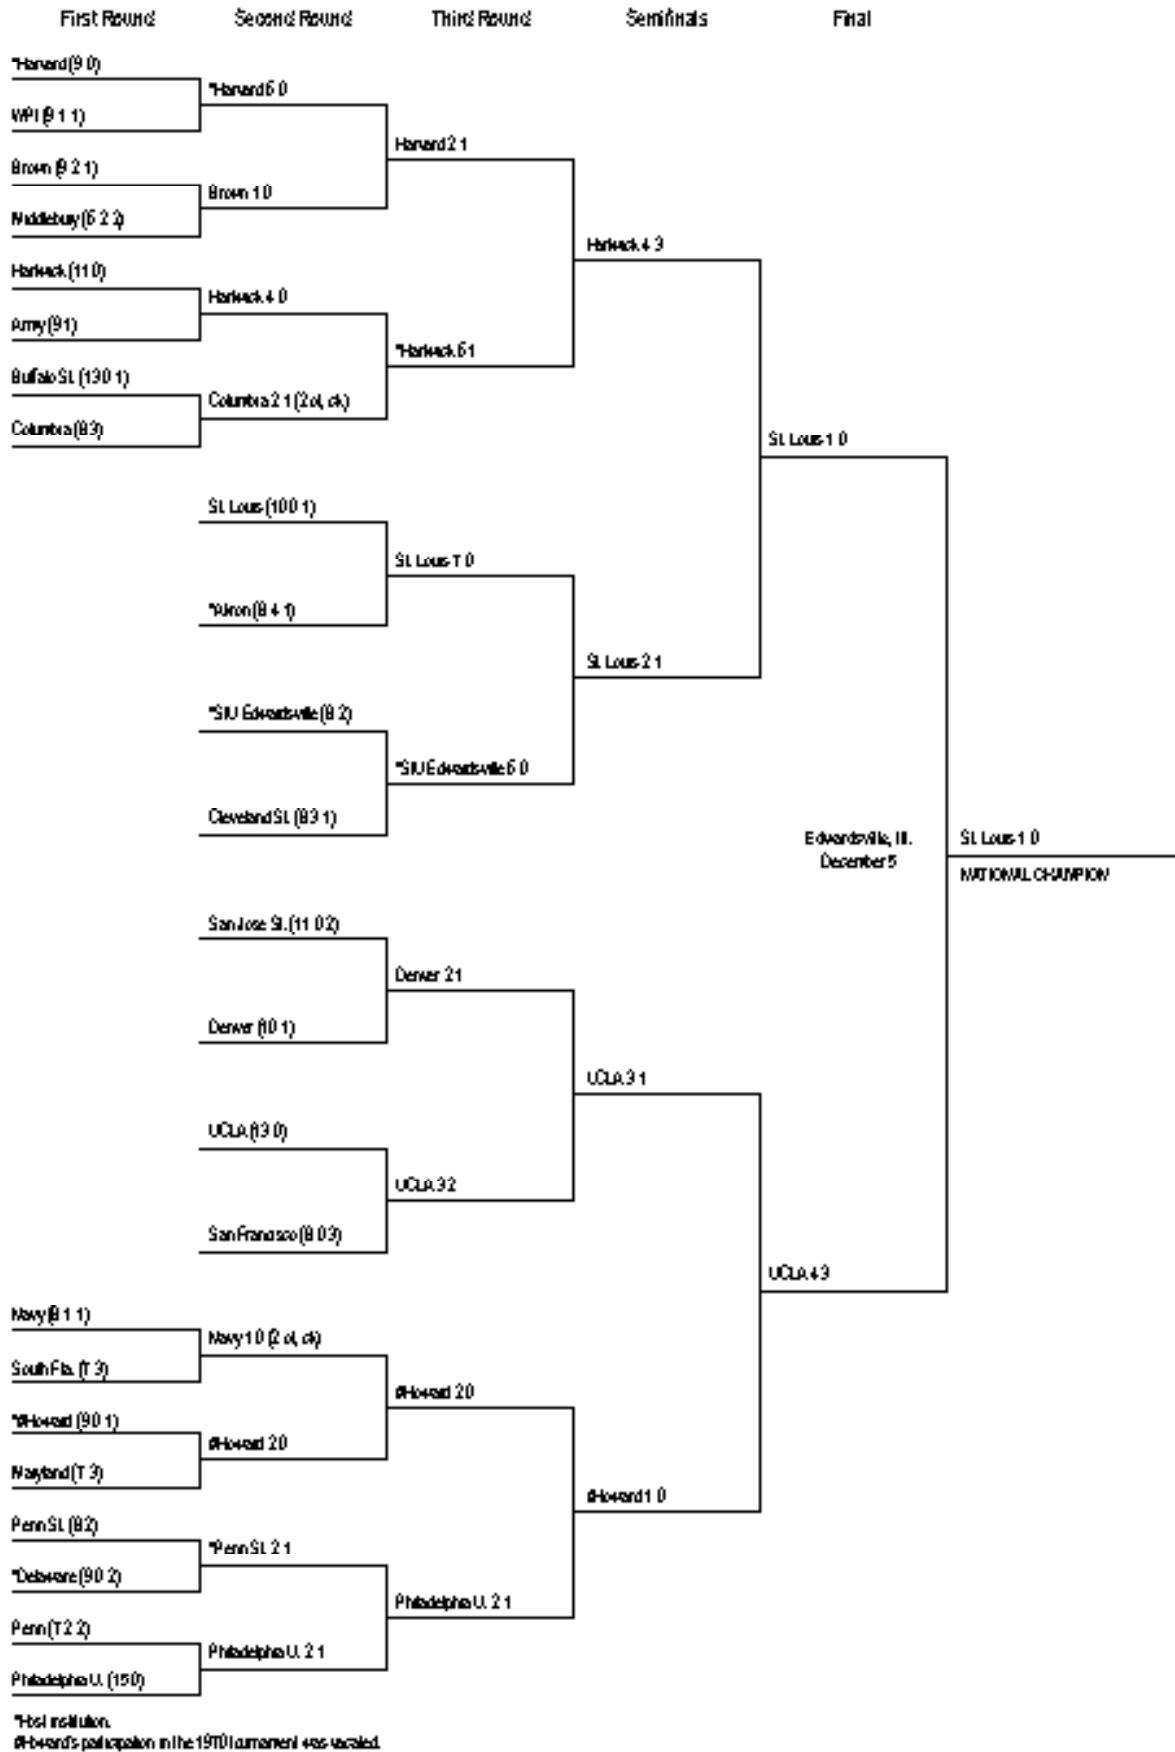 First Round
Second Round
Third Round
Semifinals
Final
*Harvard (9 0)
WPI (9 1 1)
Brown (9 2 1)
Middlebury (6 2 2)
Hartwick (11 0)
Army (9 1)
Buffalo St. (13 0 1)
Columbia (8 3)
*Harvard 6 0
Brown 1 0
Hartwick 4 0
Columbia 2 1 (2 ot, ck)
Harvard 2 1
*Hartwick 6 1
Hartwick 4 3
St. Louis (10 0 1)
*Akron (8 4 1)
*SIU Edwardsville (8 2)
Cleveland St. (8 3 1)
St. Louis 7 0
*SIU Edwardsville 6 0
St. Louis 2 1
St. Louis 1 0
Edwardsville, Ill.
December 5
St. Louis 1 0
NATIONAL CHAMPION
San Jose St. (11 0 2)
Denver (10 1)
UCLA (13 0)
San Francisco (8 0 3)
Denver 2 1
UCLA 3 2
UCLA 3 1
UCLA 4 3
Navy (8 1 1)
South Fla. (7 3)
*#Howard (9 0 1)
Maryland (7 3)
Penn St. (8 2)
*Delaware (9 0 2)
Penn (7 2 2)
Philadelphia U. (15 0)
Navy 1 0 (2 ot, ck)
#Howard 2 0
*Penn St. 2 1
Philadelphia U. 2 1
#Howard 2 0
Philadelphia U. 2 1
#Howard 1 0
*Host institution.
#Howard's participation in the 1970 tournament was vacated.